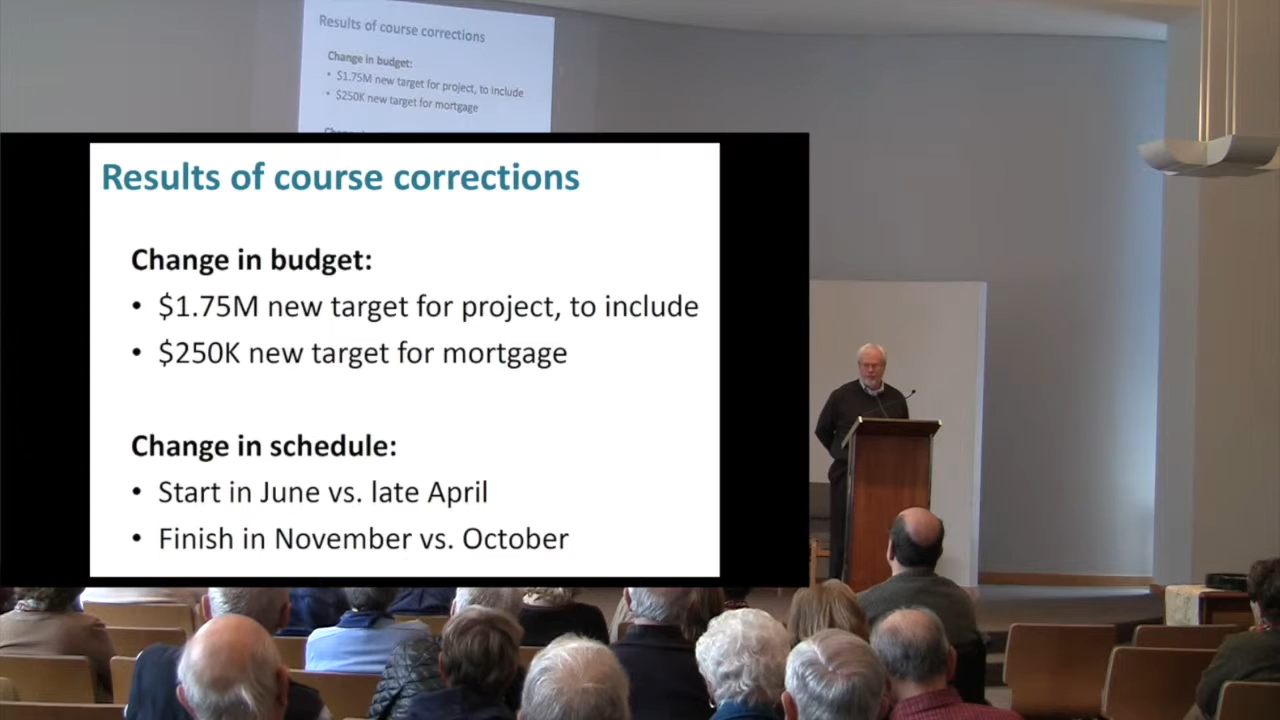 Results of course corrections
Change in budget:
• $1.75M new target for project, to include
• $250K new target for mortgage
Results of course corrections
Change in budget:
• $1.75M new target for project, to include
• $250K new target for mortgage
Change in schedule:
• Start in June vs. late April
• Finish in November vs. October